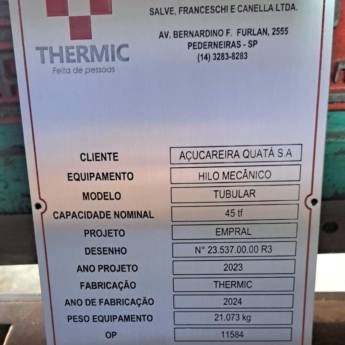 SALVE, FRANCESCHI E CANELLA LTDA.
AV. BERNARDINO F. FURLAN, 2555
PEDERNEIRAS - SP
(14) 3283-8283
THERMIC
Feita de pessoas
CLIENTE AÇUCAREIRA QUATÁ S.A
EQUIPAMENTO HILO MECÂNICO
MODELO TUBULAR
CAPACIDADE NOMINAL 45 tf
PROJETO EMPRAL
DESENHO N° 23.537.00.00 R3
ANO PROJETO 2023
FABRICAÇÃO THERMIC
ANO DE FABRICAÇÃO 2024
PESO EQUIPAMENTO 21.073 kg
OP 11584